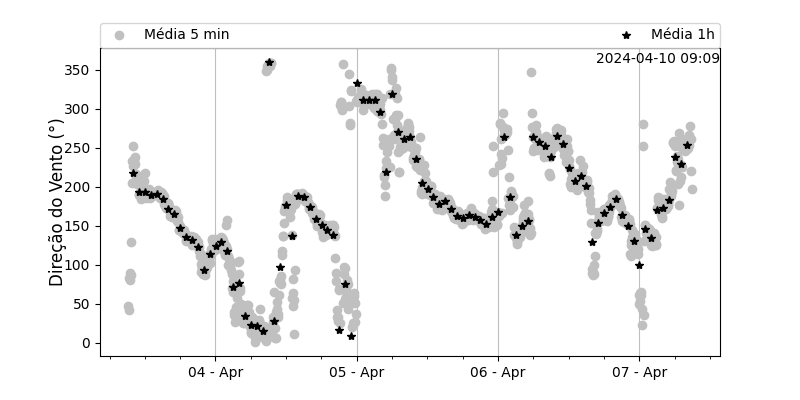 Média 5 min
Média 1h
2024-04-10 09:09
Direção do Vento (°)
350
300
250
200
150
100
50
0
04 - Apr
05 - Apr
06 - Apr
07 - Apr